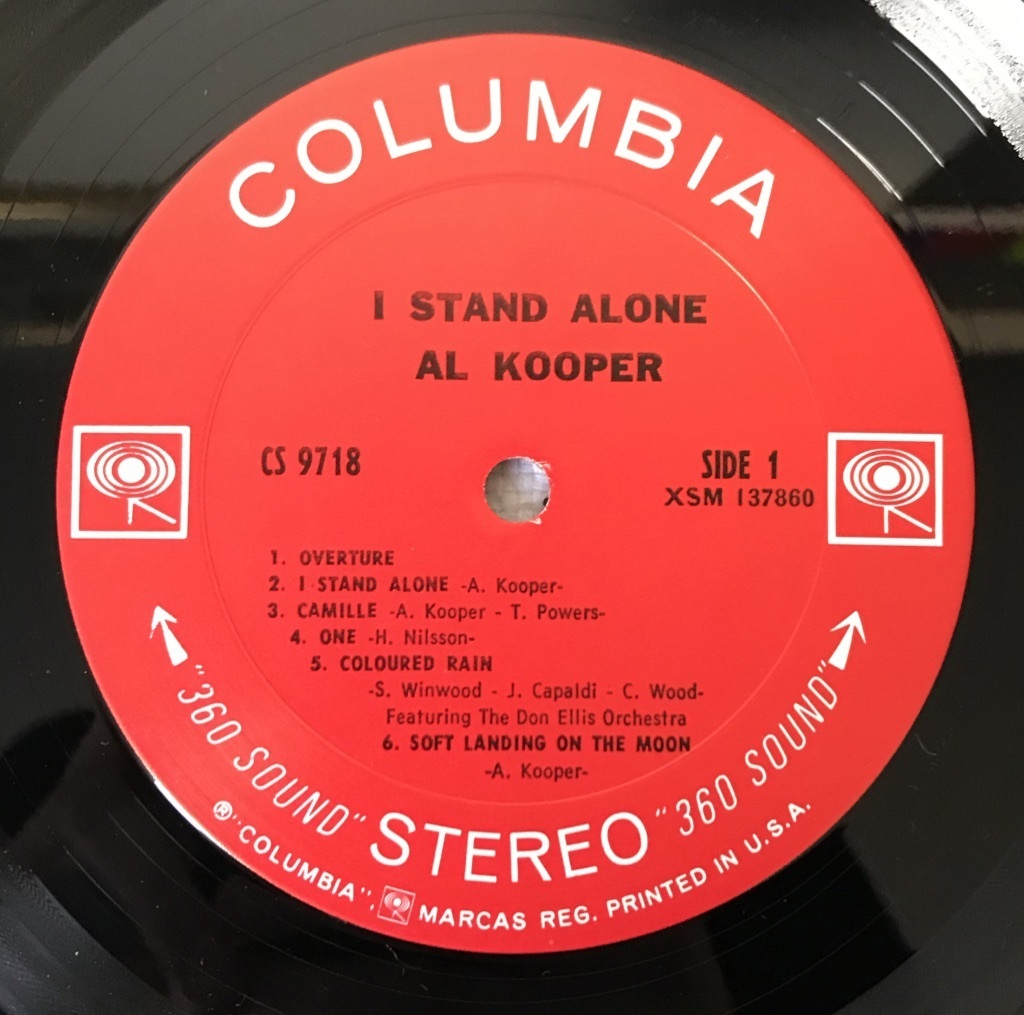 COLUMBIA
I STAND ALONE
AL KOOPER
CS 9718
SIDE 1
XSM 137860
1. OVERTURE
2. I STAND ALONE -A. Kooper-
3. CAMILLE -A. Kooper - T. Powers-
4. ONE -H. Nilsson-
5. COLOURED RAIN
-S. Winwood - J. Capaldi - C. Wood-
Featuring The Don Ellis Orchestra
6. SOFT LANDING ON THE MOON
-A. Kooper-
"360 SOUND" STEREO "360 SOUND"
® "COLUMBIA", MARCAS REG. PRINTED IN U.S.A.